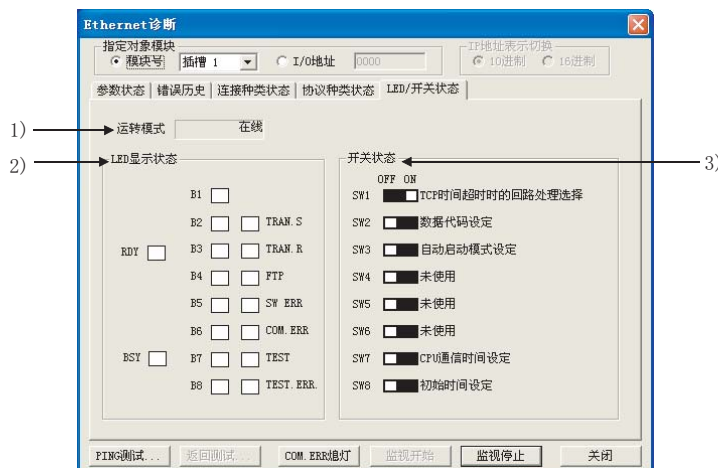 Ethernet诊断
指定对象模块
模块号 插槽 1 I/O地址 0000
IP地址表示切换
10进制 16进制
参数状态 错误历史 连接种类状态 协议种类状态 LED/开关状态
1) 运转模式 在线
2) LED显示状态
开关状态 3)
OFF ON
B1
B2 TRAN.S
RDY B3 TRAN.R
B4 FTP
B5 SW ERR
B6 COM.ERR
BSY B7 TEST
B8 TEST.ERR.
SW1 TCP时间超时时的回路处理选择
SW2 数据代码设定
SW3 自动启动模式设定
SW4 未使用
SW5 未使用
SW6 未使用
SW7 CPU通信时间设定
SW8 初始时间设定
PING测试... 返回测试... COM.ERR熄灯 监视开始 监视停止 关闭